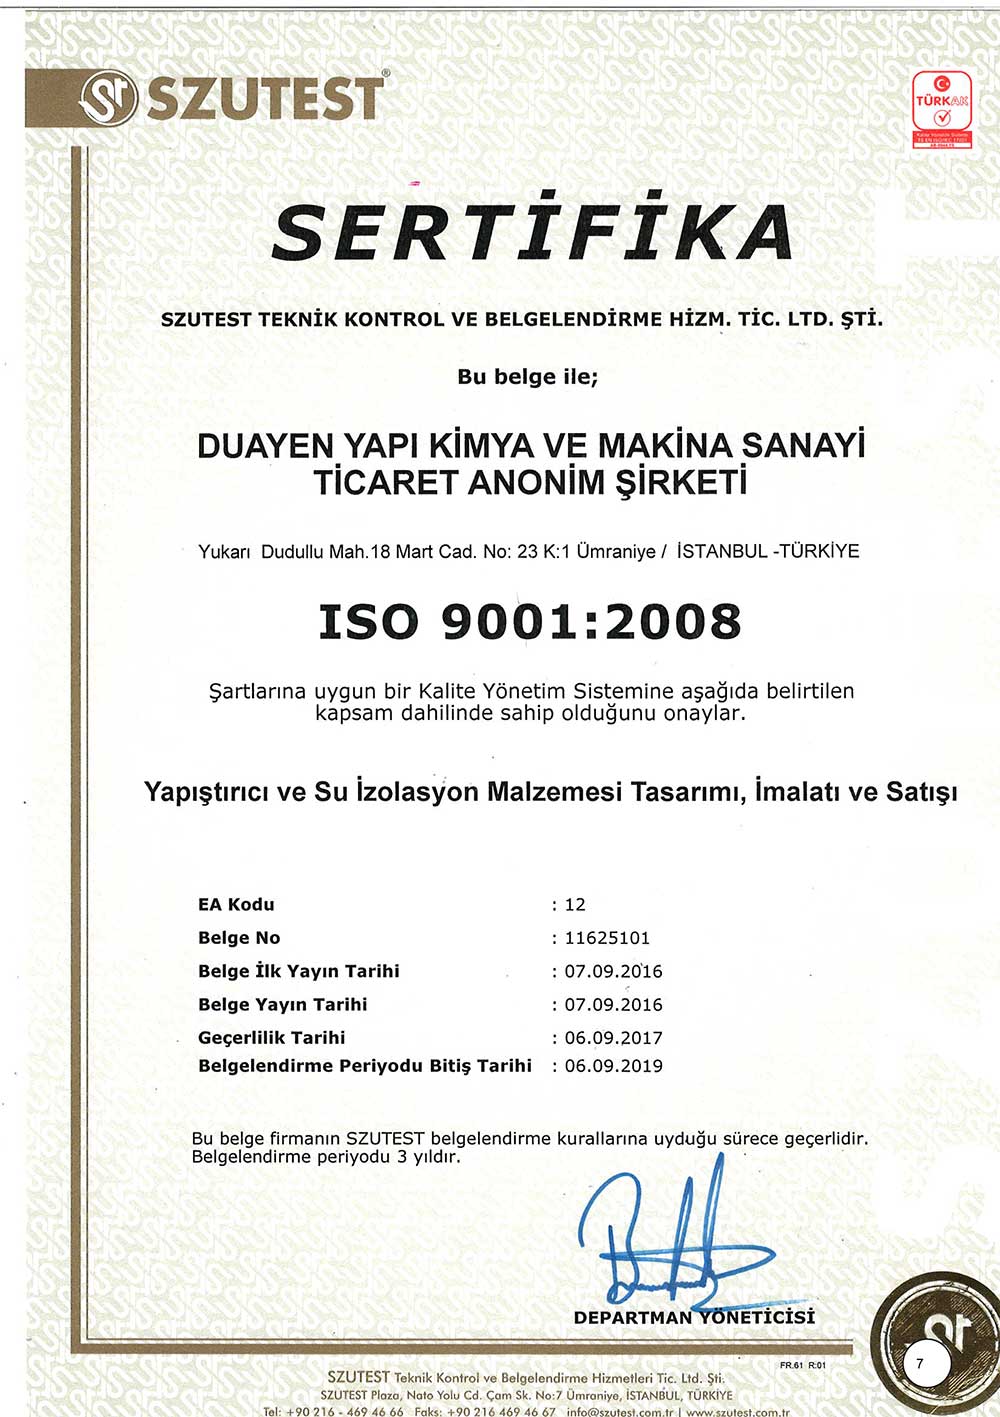 SZUTEST®
TÜRKAK
SERTİFİKA
SZUTEST TEKNİK KONTROL VE BELGELENDİRME HİZM. TİC. LTD. ŞTİ.
Bu belge ile;
DUAYEN YAPI KİMYA VE MAKİNA SANAYİ
TİCARET ANONİM ŞİRKETİ
Yukarı Dudullu Mah.18 Mart Cad. No: 23 K:1 Ümraniye / İSTANBUL -TÜRKİYE
ISO 9001:2008
Şartlarına uygun bir Kalite Yönetim Sistemine aşağıda belirtilen
kapsam dahilinde sahip olduğunu onaylar.
Yapıştırıcı ve Su İzolasyon Malzemesi Tasarımı, İmalatı ve Satışı
EA Kodu : 12
Belge No : 11625101
Belge İlk Yayın Tarihi : 07.09.2016
Belge Yayın Tarihi : 07.09.2016
Geçerlilik Tarihi : 06.09.2017
Belgelendirme Periyodu Bitiş Tarihi : 06.09.2019
Bu belge firmanın SZUTEST belgelendirme kurallarına uyduğu sürece geçerlidir.
Belgelendirme periyodu 3 yıldır.
DEPARTMAN YÖNETİCİSİ
FR.61 R:01
7
SZUTEST Teknik Kontrol ve Belgelendirme Hizmetleri Tic. Ltd. Şti.
SZUTEST Plaza, Nato Yolu Cd. Çam Sk. No:7 Ümraniye, İSTANBUL, TÜRKİYE
Tel: +90 216 - 469 46 66 Faks: +90 216 469 46 67 info@szutest.com.tr | www.szutest.com.tr